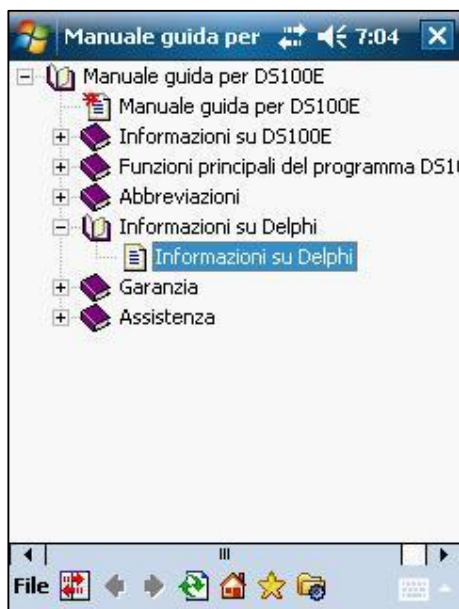 Manuale guida per 7:04
Manuale guida per DS100E
Manuale guida per DS100E
Informazioni su DS100E
Funzioni principali del programma DS10
Abbreviazioni
Informazioni su Delphi
Informazioni su Delphi
Garanzia
Assistenza
File